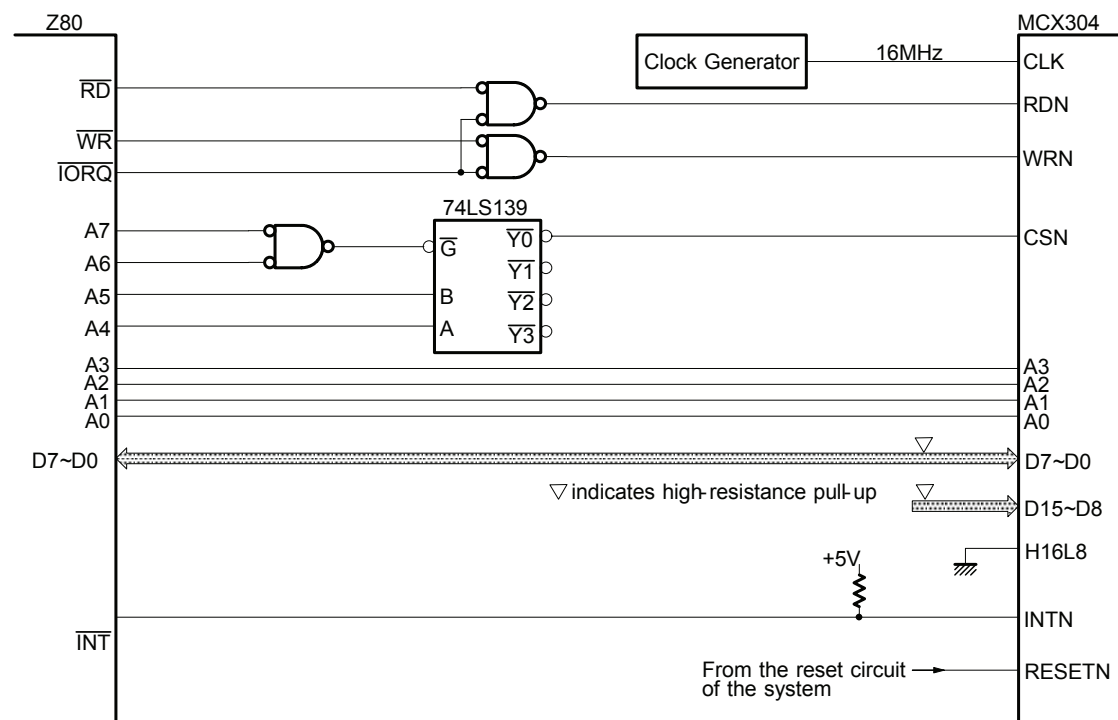 Z80
MCX304
Clock Generator
16MHz
CLK
RD
RDN
WR
WRN
IORQ
74LS139
A7
G
Y0
CSN
A6
Y1
A5
B
Y2
A4
A
Y3
A3
A3
A2
A2
A1
A1
A0
A0
D7~D0
D7~D0
▽ indicates high-resistance pull-up
D15~D8
H16L8
+5V
INTN
INT
From the reset circuit
of the system
RESETN